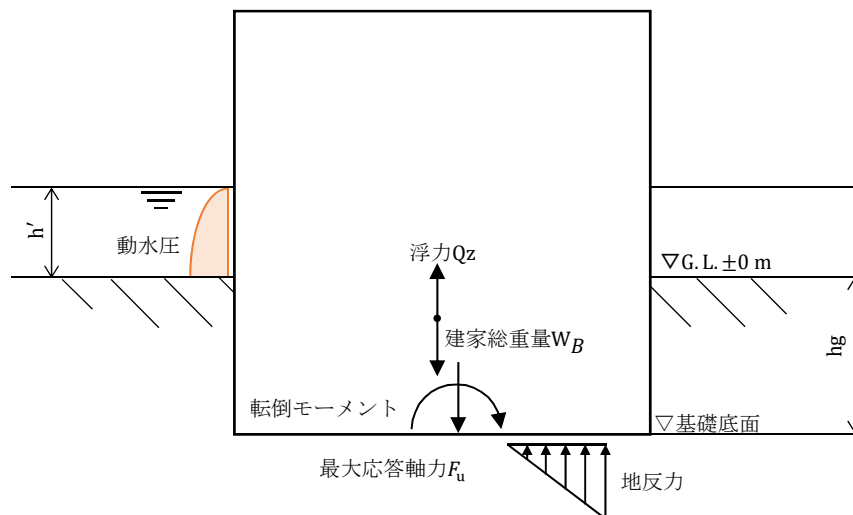 h′
動水圧
浮力Qz
▽G.L.±0 m
建家総重量W_B
hg
転倒モーメント
▽基礎底面
最大応答軸力F_u
地反力